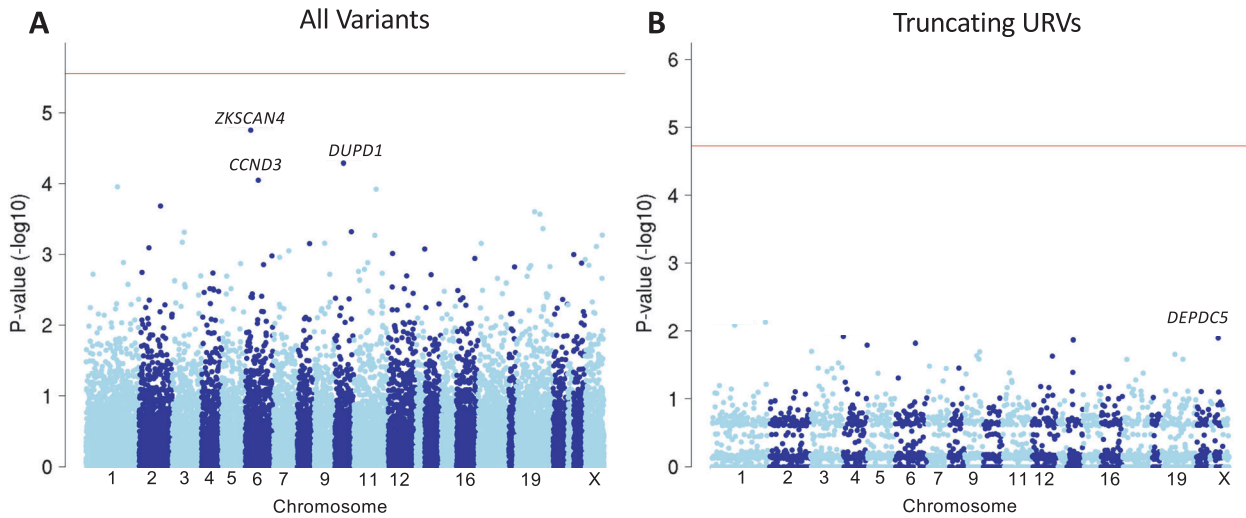 A
All Variants
P-value (-log10)
5
4
3
2
1
0
ZKSCAN4
CCND3
DUPD1
1 2 3 4 5 6 7 9 11 12 16 19 X
Chromosome
B
Truncating URVs
P-value (-log10)
6
5
4
3
2
1
0
DEPDC5
1 2 3 4 5 6 7 9 11 12 16 19 X
Chromosome